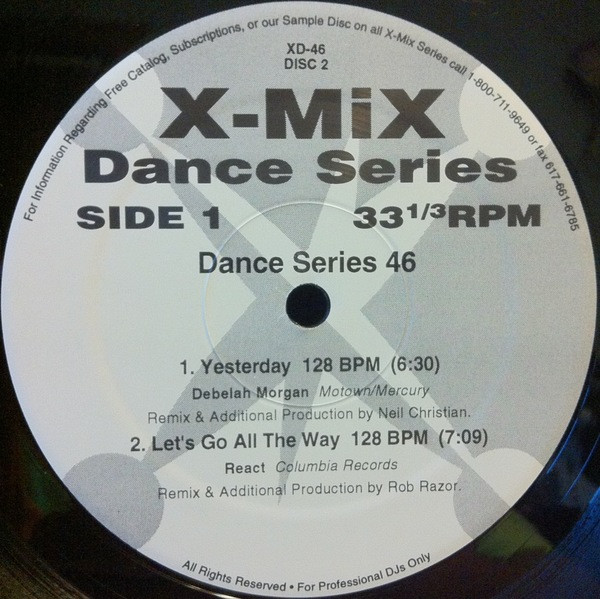 For Information Regarding Free Catalog, Subscriptions, or our Sample Disc on all X-Mix Series call 1-800-711-9649 or fax 617-661-6785
XD-46
DISC 2
X-MiX
Dance Series
SIDE 1 33 1/3 RPM
Dance Series 46
1. Yesterday 128 BPM (6:30)
Debelah Morgan Motown/Mercury
Remix & Additional Production by Neil Christian.
2. Let's Go All The Way 128 BPM (7:09)
React Columbia Records
Remix & Additional Production by Rob Razor.
All Rights Reserved • For Professional DJs Only